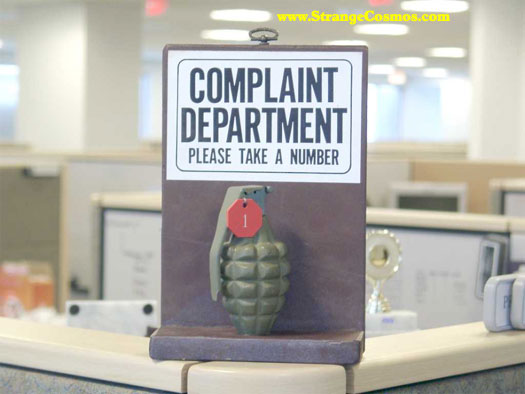 www.StrangeCosmos.com
COMPLAINT
DEPARTMENT
PLEASE TAKE A NUMBER
1